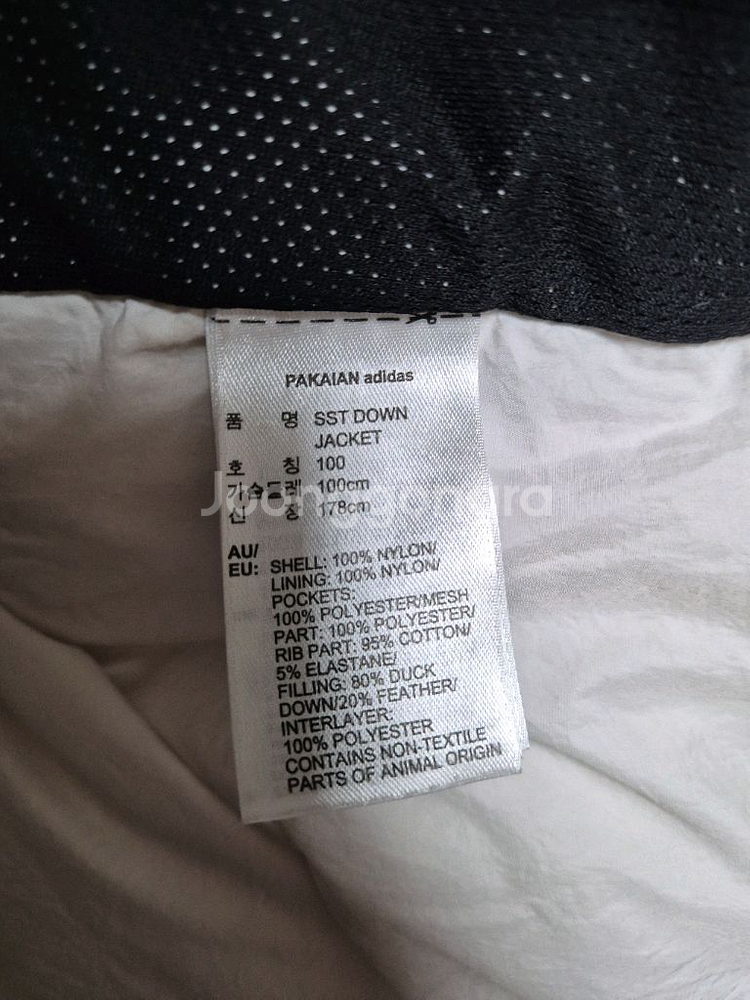 PAKAIAN adidas
품 명 SST DOWN
JACKET
호 칭 100
가슴둘레 100cm
신 장 178cm
Joonggonara
AU/
EU: SHELL: 100% NYLON/
LINING: 100% NYLON/
POCKETS:
100% POLYESTER/MESH
PART: 100% POLYESTER/
RIB PART: 95% COTTON/
5% ELASTANE/
FILLING: 80% DUCK
DOWN/20% FEATHER/
INTERLAYER:
100% POLYESTER
CONTAINS NON-TEXTILE
PARTS OF ANIMAL ORIGIN